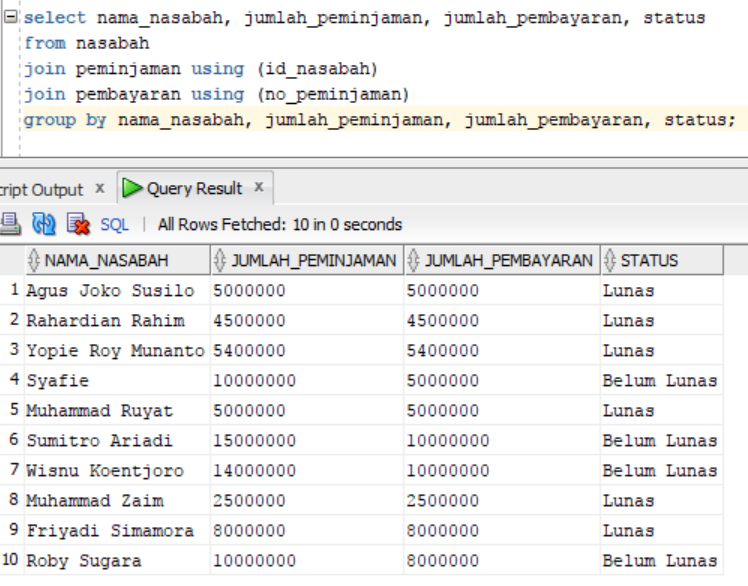 select nama_nasabah, jumlah_peminjaman, jumlah_pembayaran, status
from nasabah
join peminjaman using (id_nasabah)
join pembayaran using (no_peminjaman)
group by nama_nasabah, jumlah_peminjaman, jumlah_pembayaran, status;
cript Output x Query Result x
SQL | All Rows Fetched: 10 in 0 seconds
NAMA_NASABAH JUMLAH_PEMINJAMAN JUMLAH_PEMBAYARAN STATUS
1 Agus Joko Susilo 5000000 5000000 Lunas
2 Rahardian Rahim 4500000 4500000 Lunas
3 Yopie Roy Munanto 5400000 5400000 Lunas
4 Syafie 10000000 5000000 Belum Lunas
5 Muhammad Ruyat 5000000 5000000 Lunas
6 Sumitro Ariadi 15000000 10000000 Belum Lunas
7 Wisnu Koentjoro 14000000 10000000 Belum Lunas
8 Muhammad Zaim 2500000 2500000 Lunas
9 Friyadi Simamora 8000000 8000000 Lunas
10 Roby Sugara 10000000 8000000 Belum Lunas